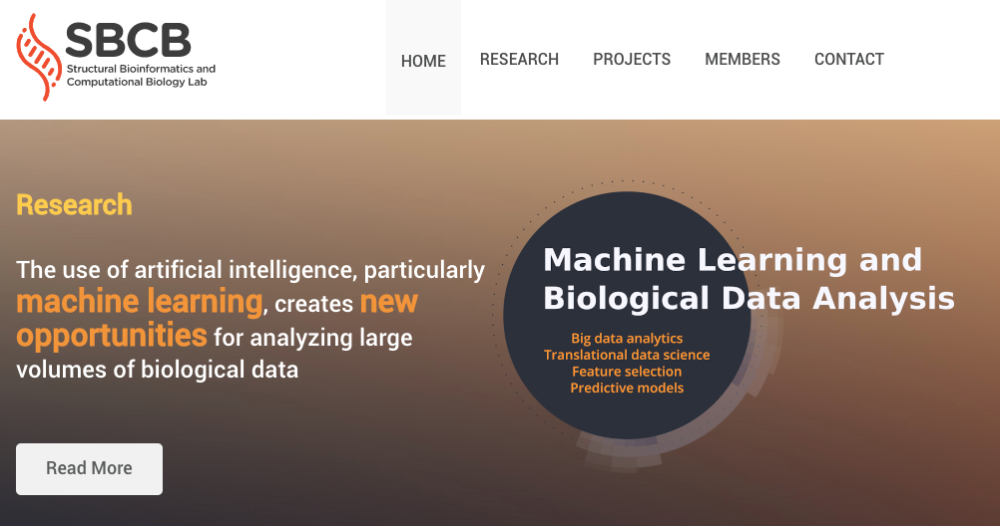 SBCB
Structural Bioinformatics and
Computational Biology Lab
HOME
RESEARCH
PROJECTS
MEMBERS
CONTACT
Research
The use of artificial intelligence, particularly
machine learning, creates new
opportunities for analyzing large
volumes of biological data
Read More
Machine Learning and
Biological Data Analysis
Big data analytics
Translational data science
Feature selection
Predictive models